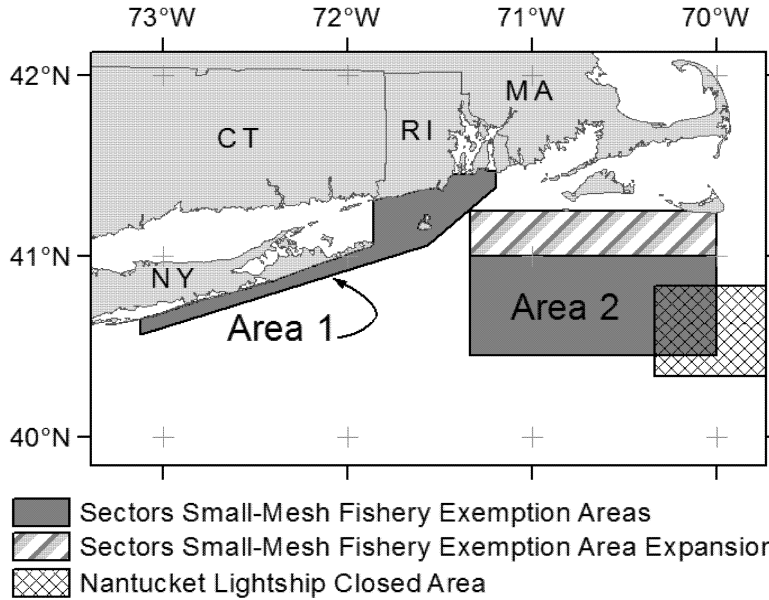 73°W 72°W 71°W 70°W
42°N
MA
CT
RI
41°N
NY
Area 2
Area 1
40°N
Sectors Small-Mesh Fishery Exemption Areas
Sectors Small-Mesh Fishery Exemption Area Expansion
Nantucket Lightship Closed Area